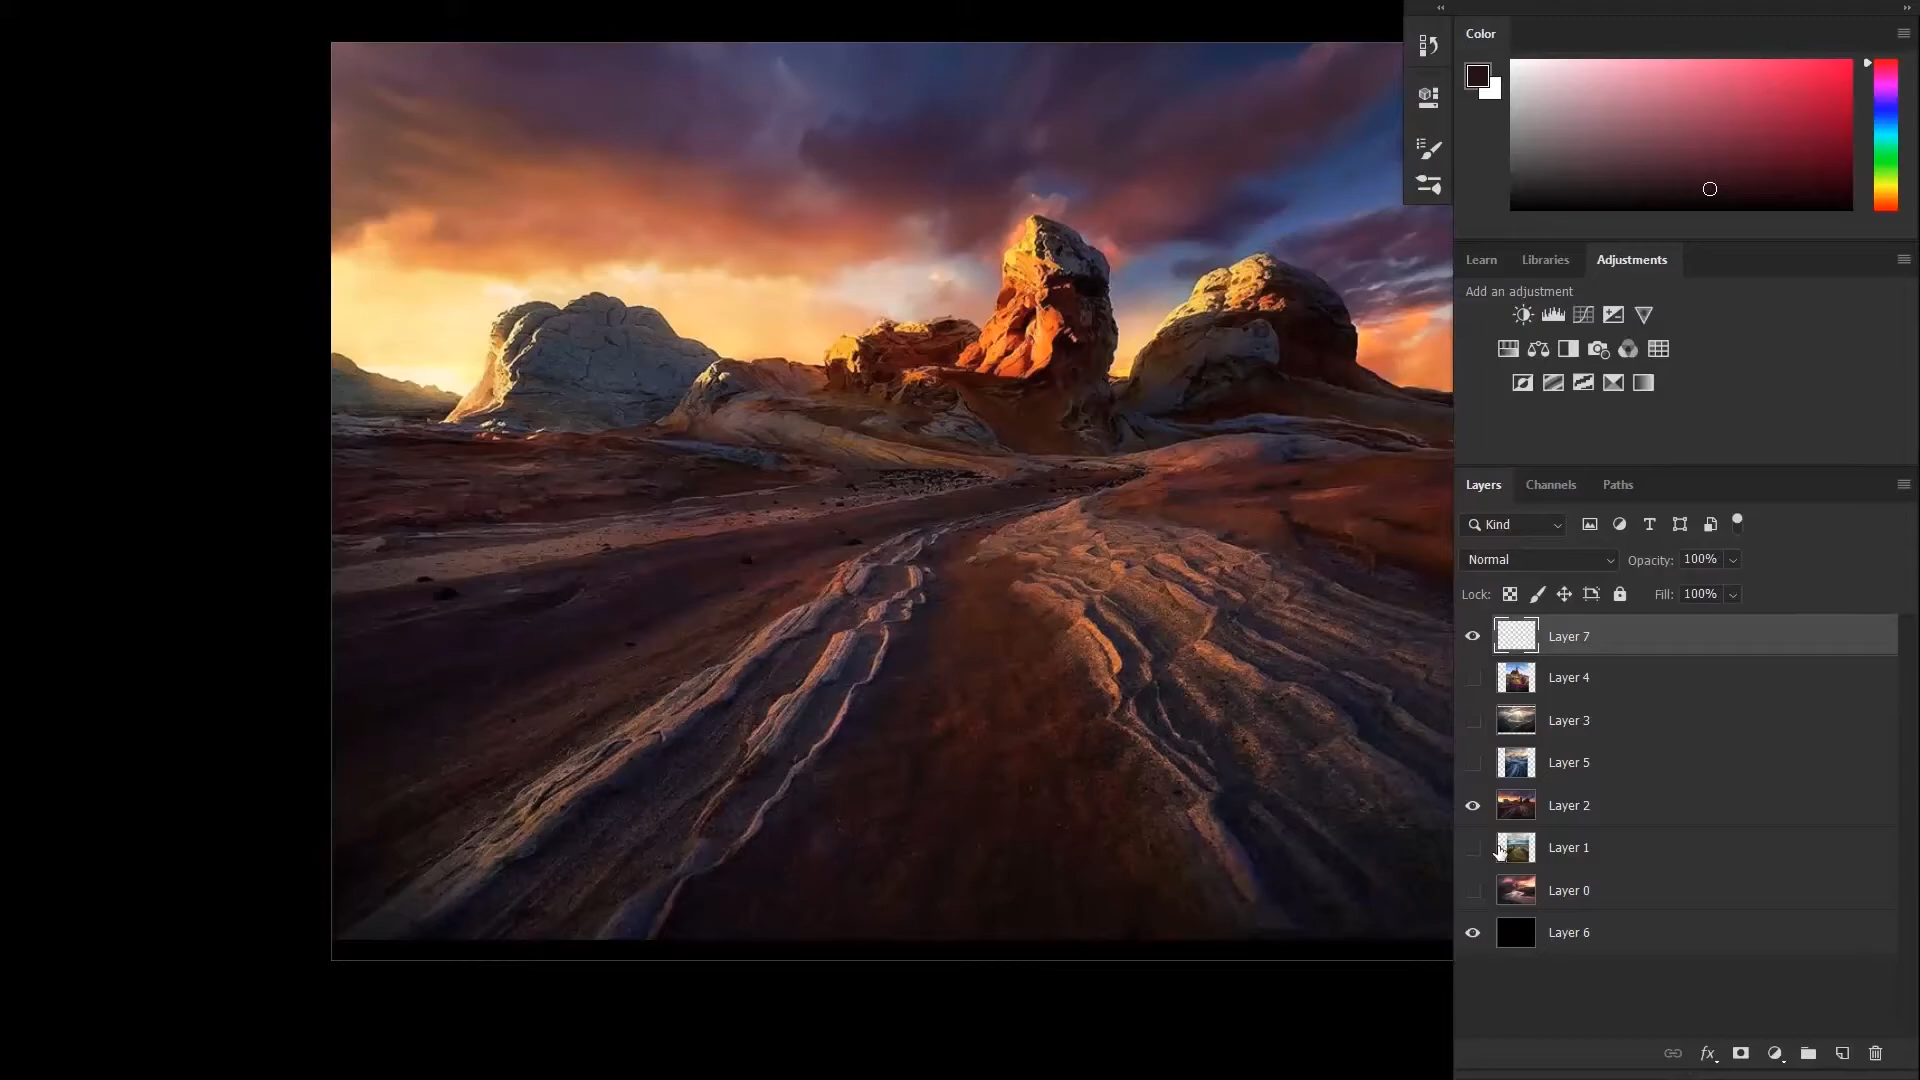 Color
Learn Libraries Adjustments
Add an adjustment
Layers Channels Paths
Kind
Normal Opacity: 100%
Lock: Fill: 100%
Layer 7
Layer 4
Layer 3
Layer 5
Layer 2
Layer 1
Layer 0
Layer 6
fx